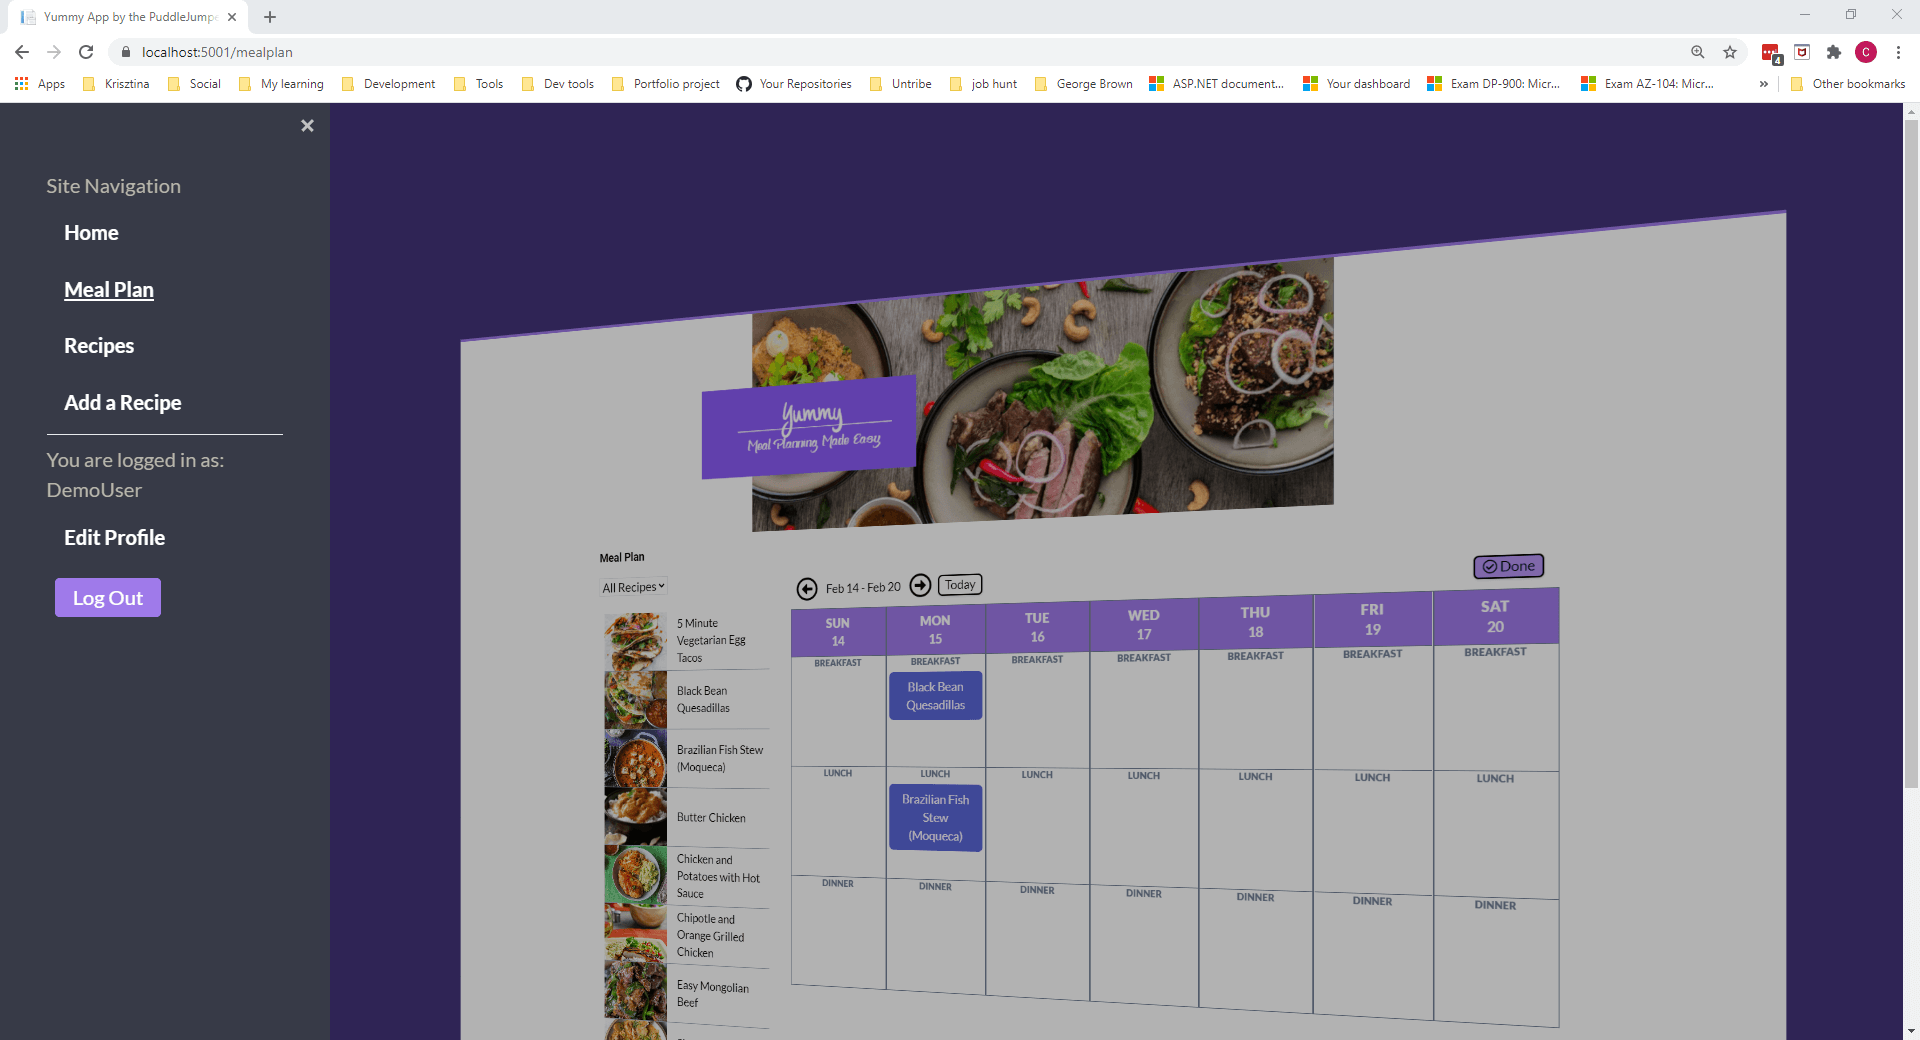 Yummy App by the PuddleJumpe
localhost:5001/mealplan
4
C
Apps
Krisztina
Social
My learning
Development
Tools
Dev tools
Portfolio project
Your Repositories
Untribe
job hunt
George Brown
ASP.NET document...
Your dashboard
Exam DP-900: Micr...
Exam AZ-104: Micr...
»
Other bookmarks
Site Navigation
Home
Meal Plan
Recipes
Add a Recipe
You are logged in as:
DemoUser
Edit Profile
Log Out
Yummy
Meal Planning Made Easy
Meal Plan
All Recipes
5 Minute
Vegetarian Egg
Tacos
Black Bean
Quesadillas
Brazilian Fish Stew
(Moqueca)
Butter Chicken
Chicken and
Potatoes with Hot
Sauce
Chipotle and
Orange Grilled
Chicken
Easy Mongolian
Beef
Feb 14 - Feb 20
Today
Done
SUN
14
MON
15
TUE
16
WED
17
THU
18
FRI
19
SAT
20
BREAKFAST
BREAKFAST
BREAKFAST
BREAKFAST
BREAKFAST
BREAKFAST
BREAKFAST
Black Bean
Quesadillas
LUNCH
LUNCH
LUNCH
LUNCH
LUNCH
LUNCH
LUNCH
Brazilian Fish
Stew
(Moqueca)
DINNER
DINNER
DINNER
DINNER
DINNER
DINNER
DINNER